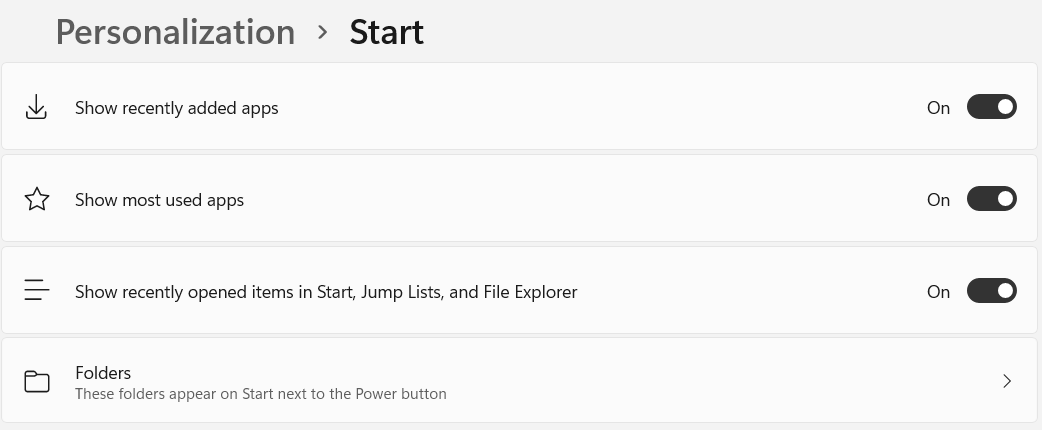 Personalization > Start
Show recently added apps On
Show most used apps On
Show recently opened items in Start, Jump Lists, and File Explorer On
Folders
These folders appear on Start next to the Power button